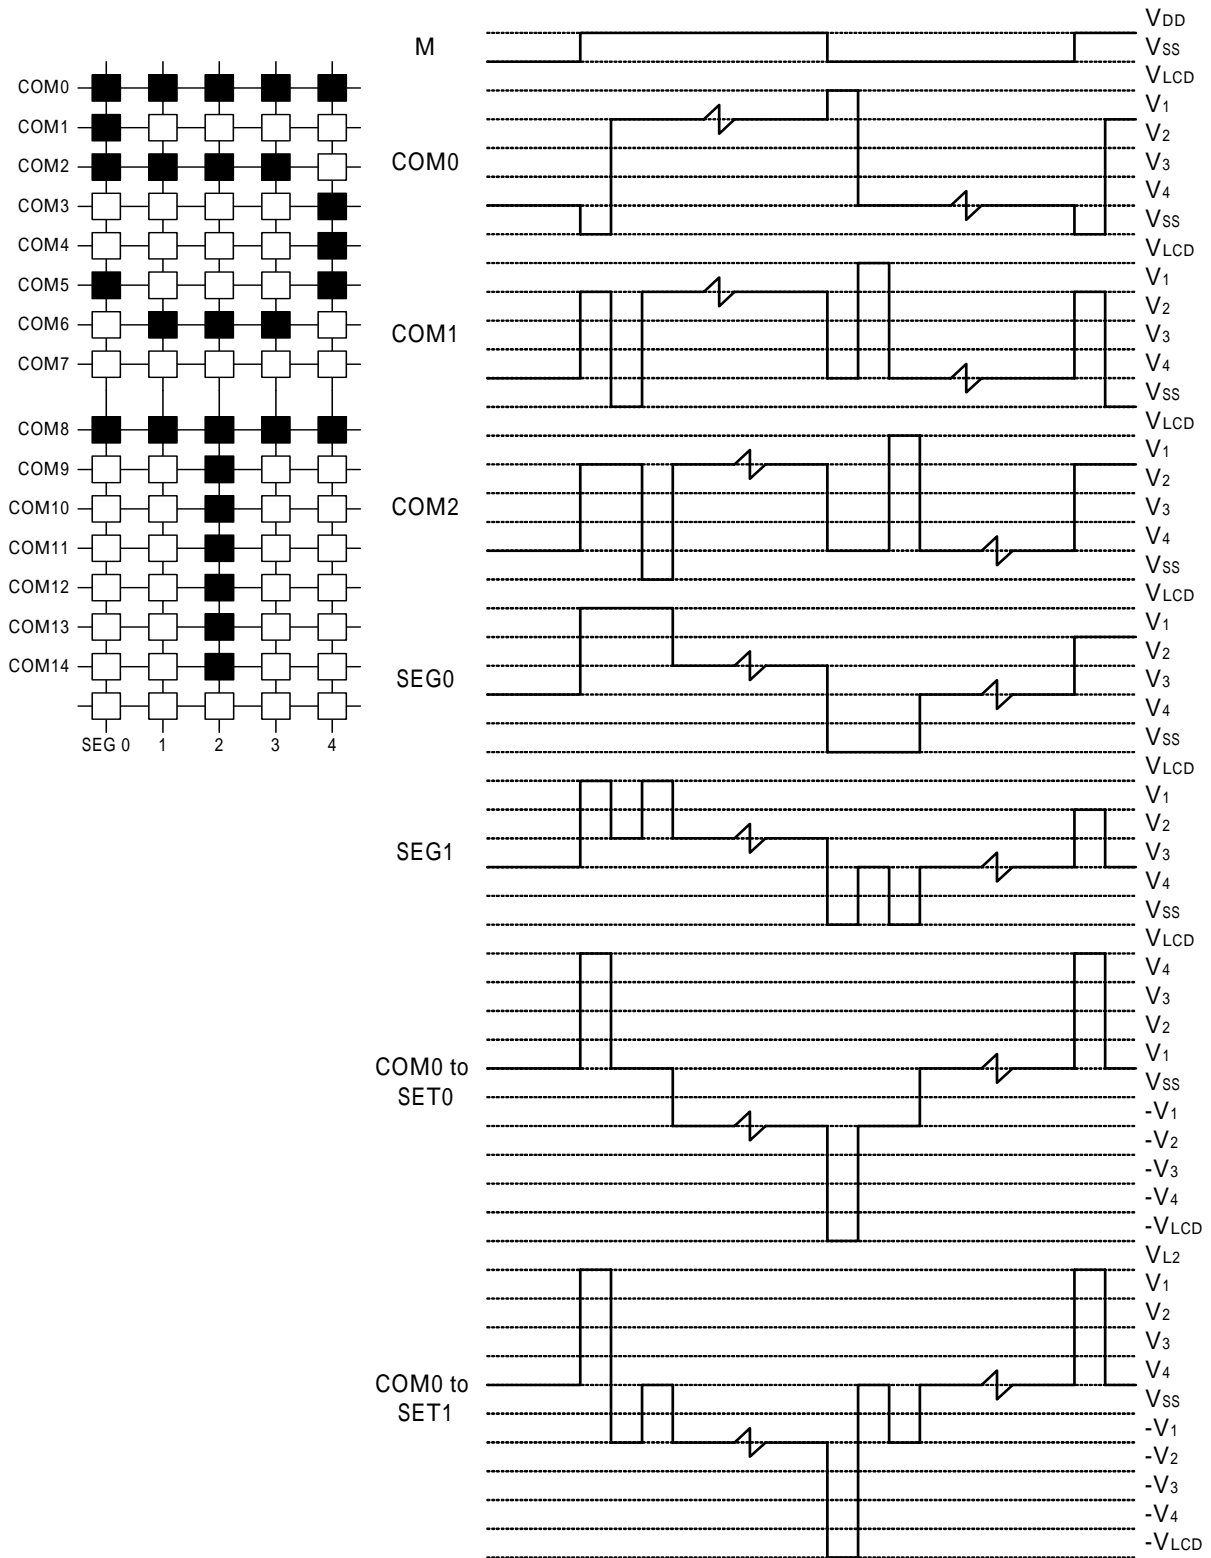 COM0
COM1
COM2
COM3
COM4
COM5
COM6
COM7
COM8
COM9
COM10
COM11
COM12
COM13
COM14
SEG 0 1 2 3 4
M
VDD
VSS
COM0
VLCD
V1
V2
V3
V4
VSS
COM1
VLCD
V1
V2
V3
V4
VSS
COM2
VLCD
V1
V2
V3
V4
VSS
SEG0
VLCD
V1
V2
V3
V4
VSS
SEG1
VLCD
V1
V2
V3
V4
VSS
COM0 to
SET0
VLCD
V4
V3
V2
V1
VSS
-V1
-V2
-V3
-V4
-VLCD
COM0 to
SET1
VL2
V1
V2
V3
V4
VSS
-V1
-V2
-V3
-V4
-VLCD